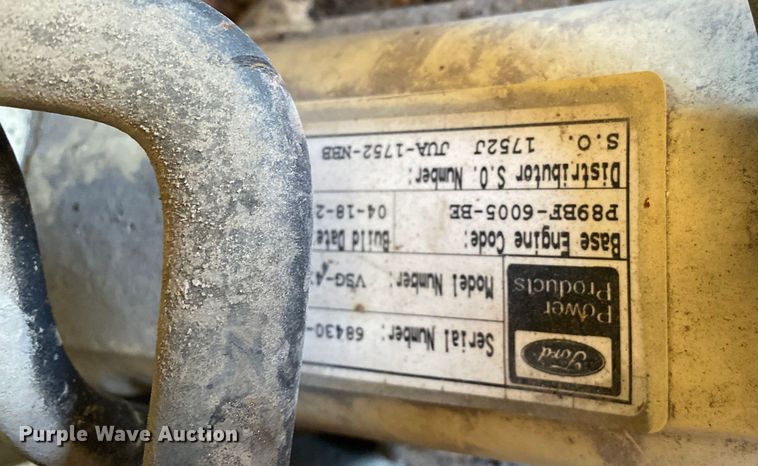 Ford
Power
Products
Serial Number: 68430-
Model Number: VSG-4
Base Engine Code: Build Date
P89BF-6005-BE 04-18-2
Distributor S.O. Number:
S.O. 1752J JUA-1752-NBB
Purple Wave Auction